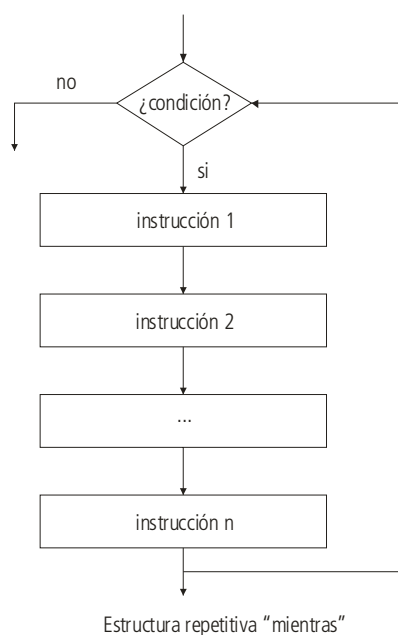 no
¿condición?
si
instrucción 1
instrucción 2
...
instrucción n
Estructura repetitiva “mientras”